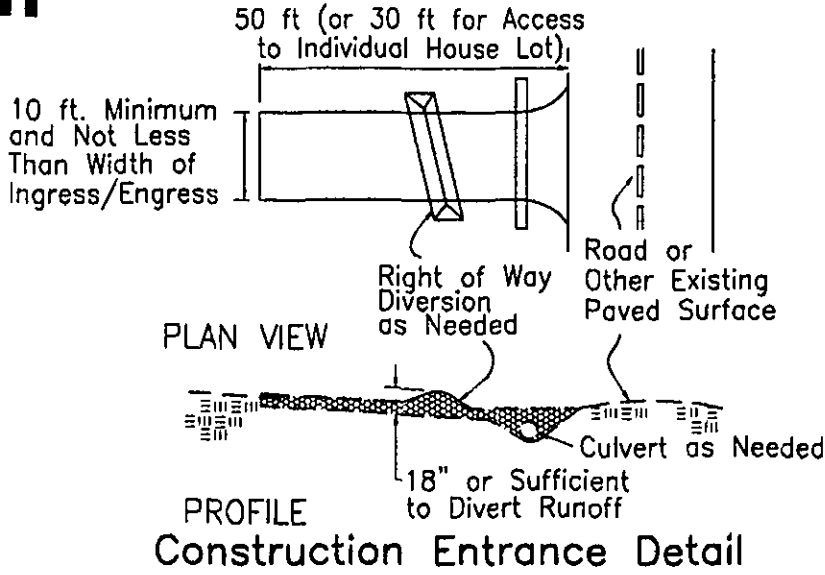 50 ft (or 30 ft for Access
to Individual House Lot)
10 ft. Minimum
and Not Less
Than Width of
Ingress/Engress
Right of Way
Diversion
as Needed
Road or
Other Existing
Paved Surface
PLAN VIEW
Culvert as Needed
18" or Sufficient
to Divert Runoff
PROFILE
Construction Entrance Detail